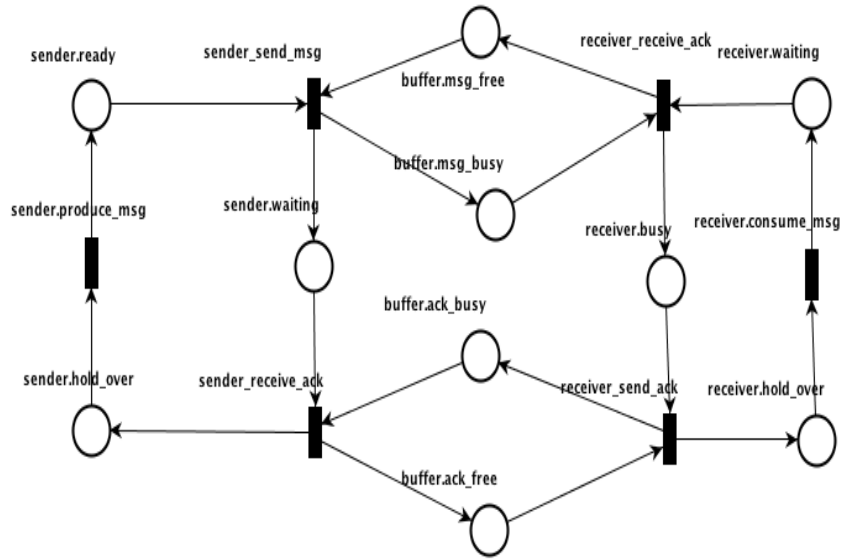 sender.ready
sender_send_msg
receiver_receive_ack
receiver.waiting
buffer.msg_free
buffer.msg_busy
sender.produce_msg
sender.waiting
receiver.busy
receiver.consume_msg
buffer.ack_busy
sender.hold_over
sender_receive_ack
receiver_send_ack
receiver.hold_over
buffer.ack_free